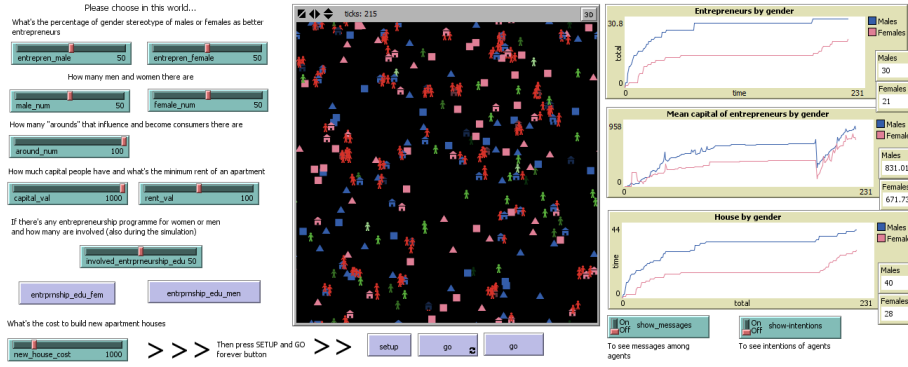 Please choose in this world...
What's the percentage of gender stereotype of males or females as better
entrepreneurs
entrepren_male 50
entrepren_female 50
How many men and women there are
male_num 50
female_num 50
How many "arounds" that influence and become consumers there are
around_num 100
How much capital people have and what's the minimum rent of an apartment
capital_val 1000
rent_val 50
If there's any entrepreneurship programme for women or men
and how many are involved (also during the simulation)
involved_entrprneurship_edu 50
entrprnship_edu_fem
entrprnship_edu_men
What's the cost to build new apartment houses
new_house_cost 1000
Then press SETUP and GO
forever button
ticks: 215
3D
setup
go
go
Entrepreneurs by gender
30.8
total
0
0
time
231
Males
Females
Males
30
Females
21
Mean capital of entrepreneurs by gender
958
0
0
231
Males
Females
Males
831.01
Females
671.73
House by gender
44
time
0
0
total
231
Males
Females
Males
40
Females
28
On
Off
show_messages
To see messages among
agents
On
Off
show-intentions
To see intentions of agents